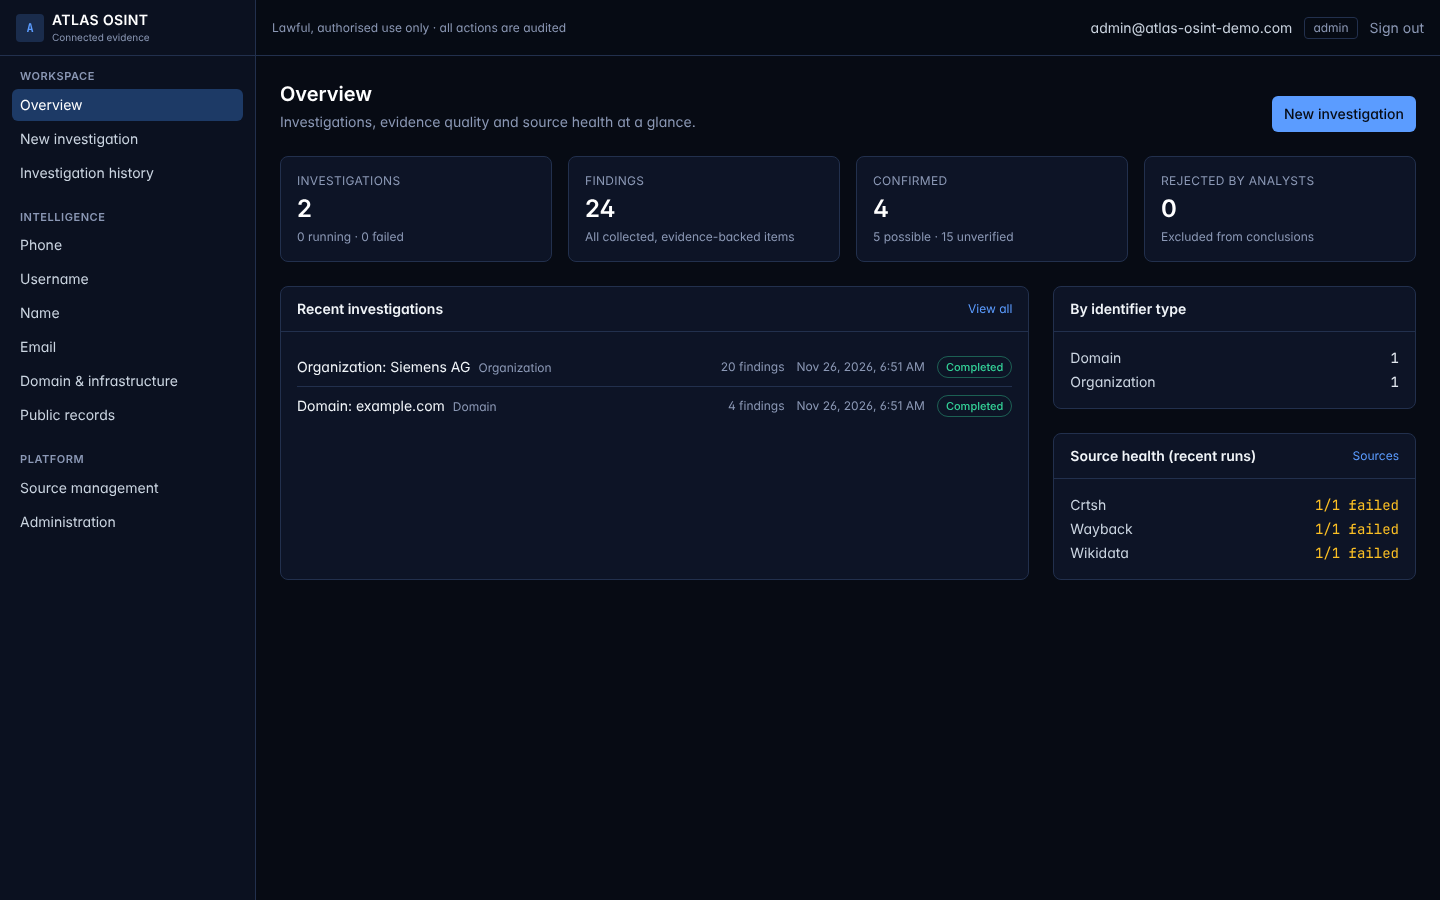 A
ATLAS OSINT
Connected evidence
Lawful, authorised use only · all actions are audited
admin@atlas-osint-demo.com
admin
Sign out
WORKSPACE
Overview
New investigation
Investigation history
INTELLIGENCE
Phone
Username
Name
Email
Domain & infrastructure
Public records
PLATFORM
Source management
Administration
Overview
Investigations, evidence quality and source health at a glance.
New investigation
INVESTIGATIONS
2
0 running · 0 failed
FINDINGS
24
All collected, evidence-backed items
CONFIRMED
4
5 possible · 15 unverified
REJECTED BY ANALYSTS
0
Excluded from conclusions
Recent investigations View all
Organization: Siemens AG Organization 20 findings Nov 26, 2026, 6:51 AM Completed
Domain: example.com Domain 4 findings Nov 26, 2026, 6:51 AM Completed
By identifier type
Domain 1
Organization 1
Source health (recent runs) Sources
Crtsh 1/1 failed
Wayback 1/1 failed
Wikidata 1/1 failed